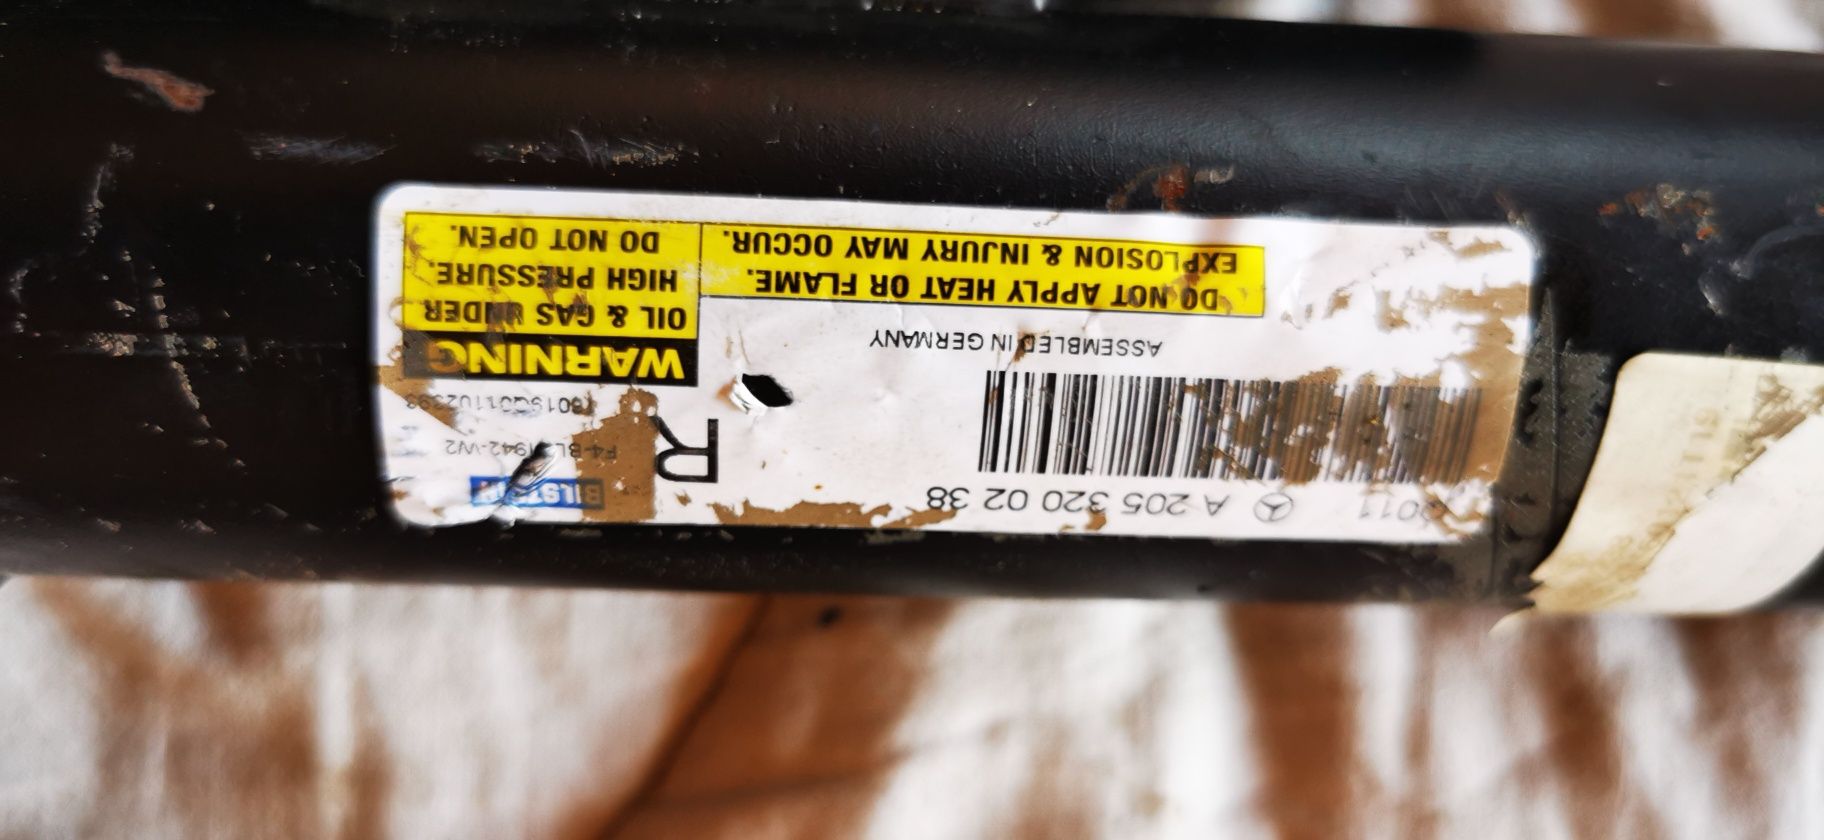 Q011 A 205 320 02 38
ASSEMBLED IN GERMANY
DO NOT APPLY HEAT OR FLAME.
EXPLOSION & INJURY MAY OCCUR.
R
BILSTEIN
WARNING
OIL & GAS UNDER
HIGH PRESSURE.
DO NOT OPEN.